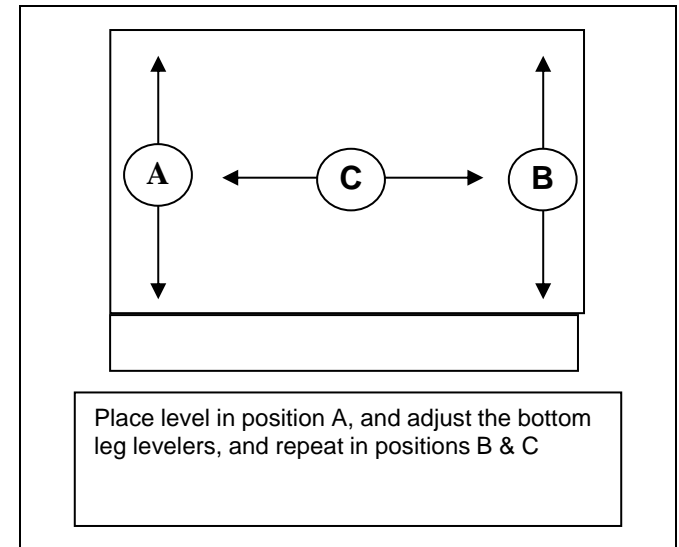 A
C
B
Place level in position A, and adjust the bottom
leg levelers, and repeat in positions B & C